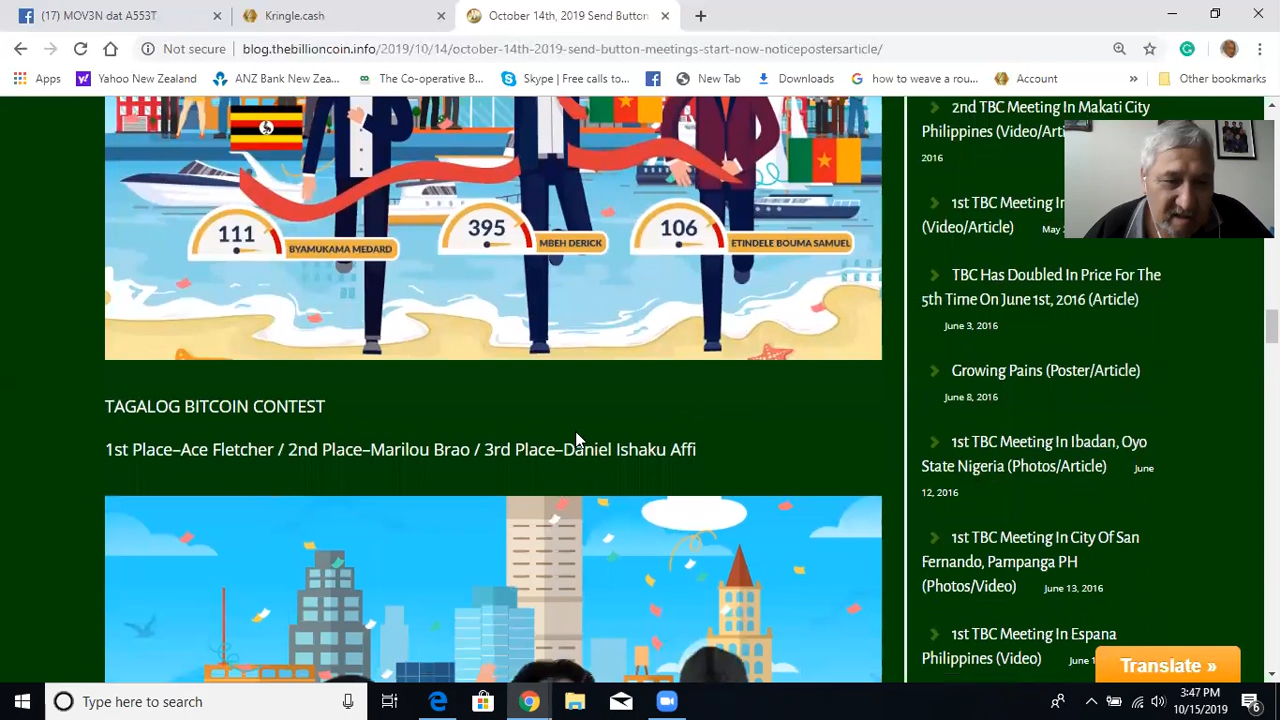 (17) MOV3N dat A553T
Kringle.cash
October 14th, 2019 Send Button
Not secure
blog.thebillioncoin.info/2019/10/14/october-14th-2019-send-button-meetings-start-now-noticepostersarticle/
Apps
Yahoo New Zealand
ANZ Bank New Zea...
The Co-operative B...
Skype | Free calls to...
New Tab
Downloads
how to weave a rou...
Account
»
Other bookmarks
111
BYAMUKAMA MEDARD
395
MBEH DERICK
106
ETINDELE BOUMA SAMUEL
TAGALOG BITCOIN CONTEST
1st Place–Ace Fletcher / 2nd Place–Marilou Brao / 3rd Place–Daniel Ishaku Affi
2nd TBC Meeting In Makati City
Philippines (Video/Arti
2016
1st TBC Meeting In
(Video/Article)
May
TBC Has Doubled In Price For The
5th Time On June 1st, 2016 (Article)
June 3, 2016
Growing Pains (Poster/Article)
June 8, 2016
1st TBC Meeting In Ibadan, Oyo
State Nigeria (Photos/Article) June
12, 2016
1st TBC Meeting In City Of San
Fernando, Pampanga PH
(Photos/Video) June 13, 2016
1st TBC Meeting In Espana
Philippines (Video)
Translate »
Type here to search
3:47 PM
10/15/2019
6